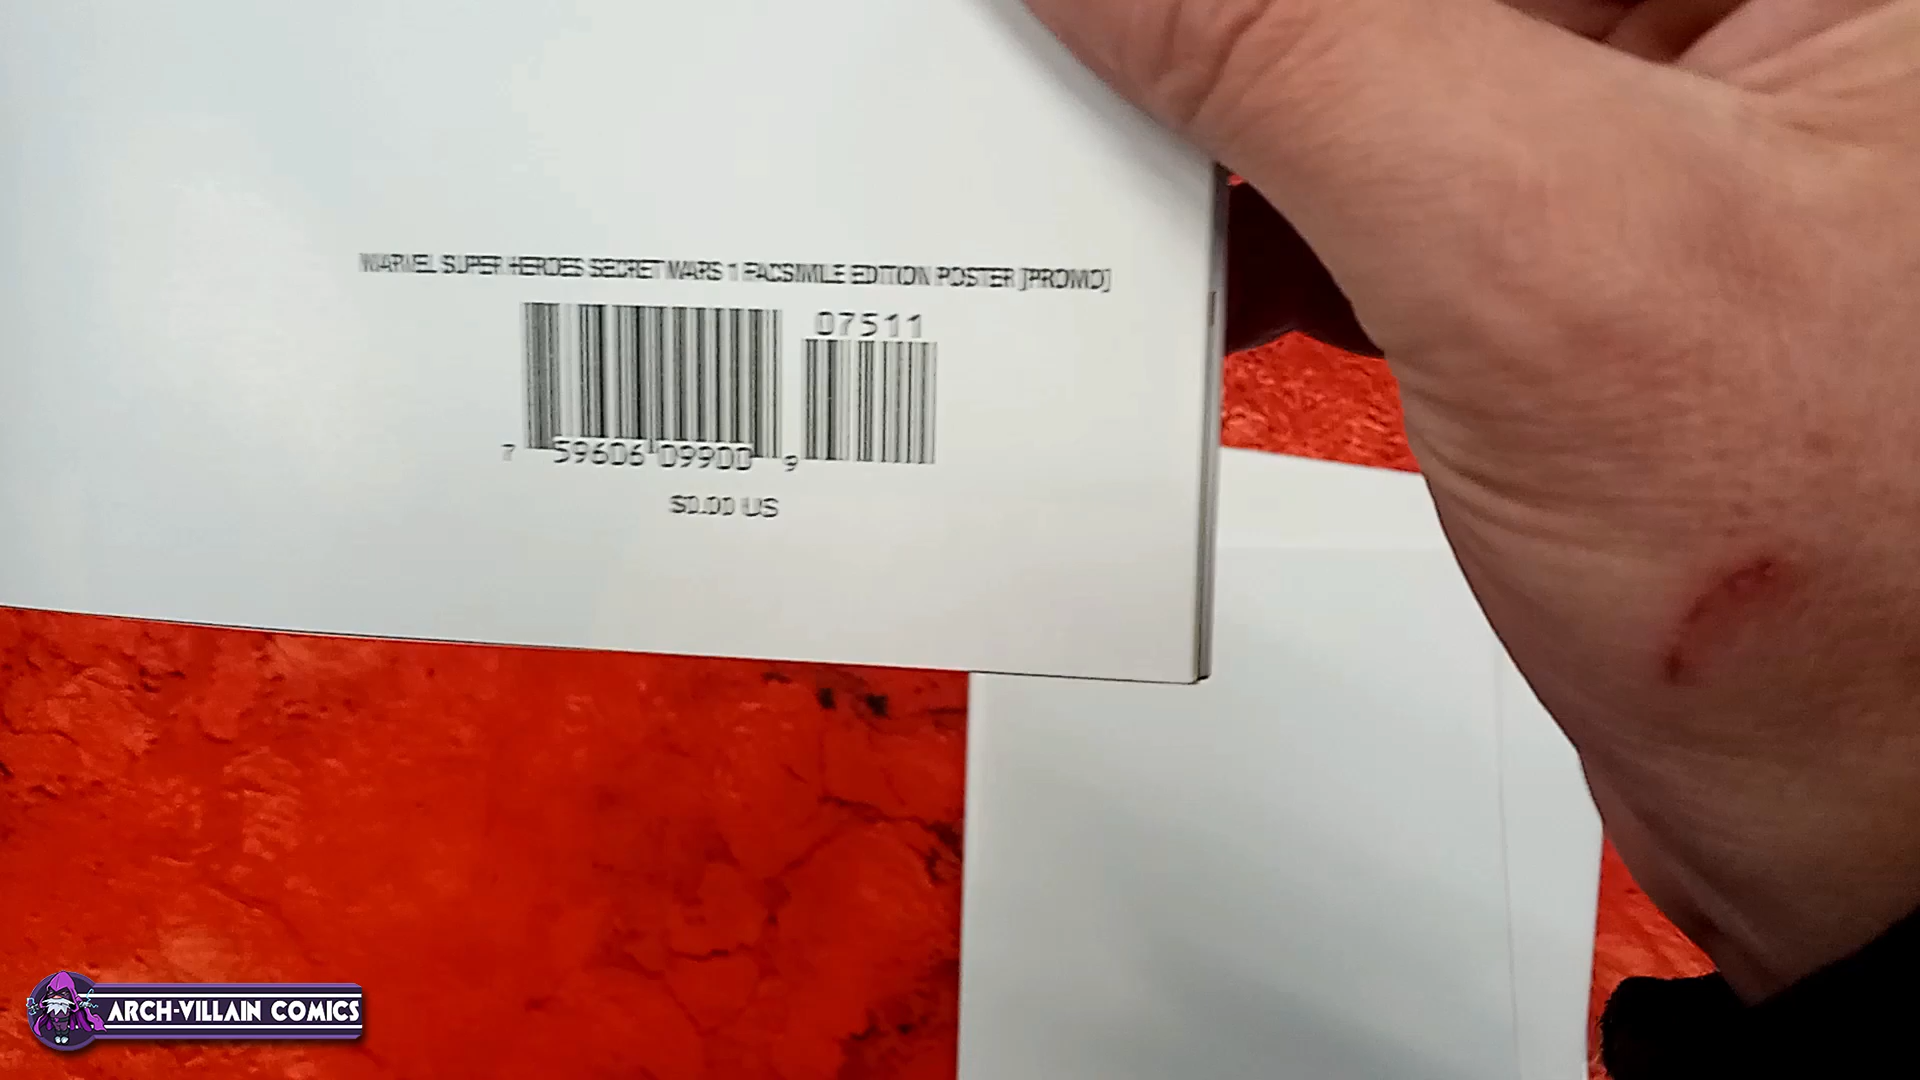 MARVEL SUPER HEROES SECRET WARS 1 FACSIMILE EDITION POSTER [PROMO]
07511
7 59606 09900 9
$0.00 US
ARCH-VILLAIN COMICS